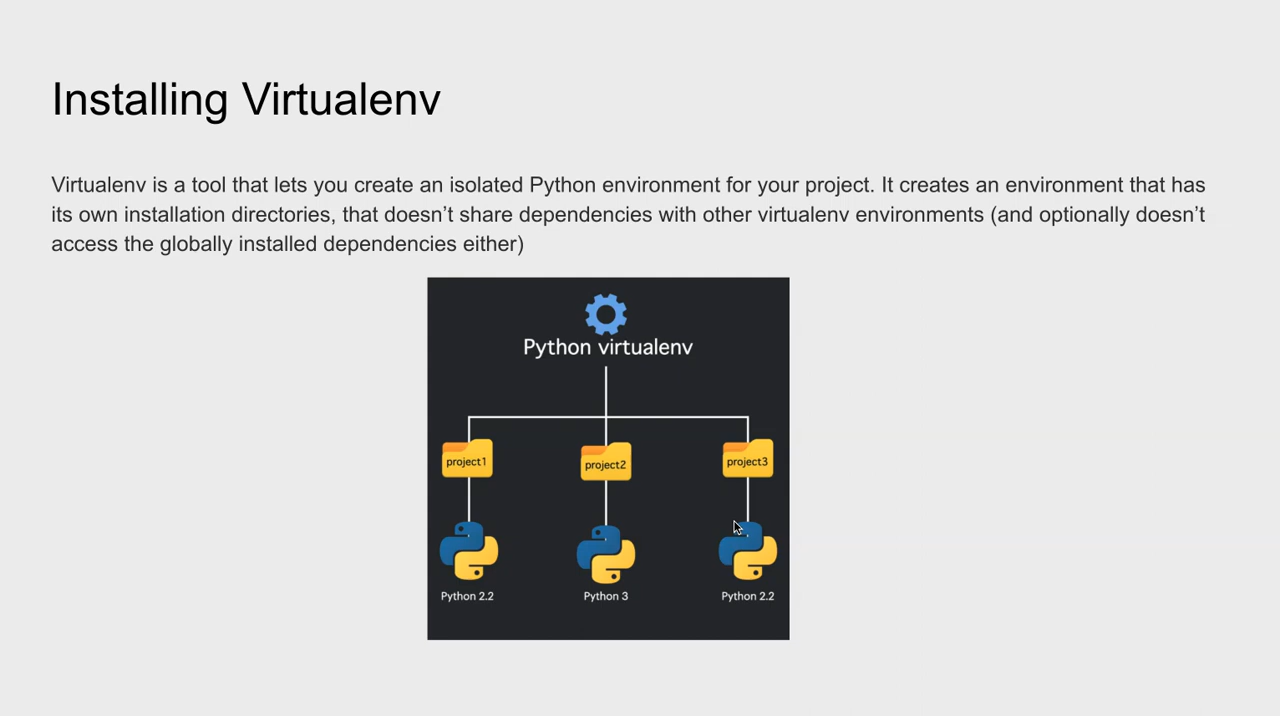 Installing Virtualenv
Virtualenv is a tool that lets you create an isolated Python environment for your project. It creates an environment that has
its own installation directories, that doesn’t share dependencies with other virtualenv environments (and optionally doesn’t
access the globally installed dependencies either)
Python virtualenv
project1
project2
project3
Python 2.2
Python 3
Python 2.2